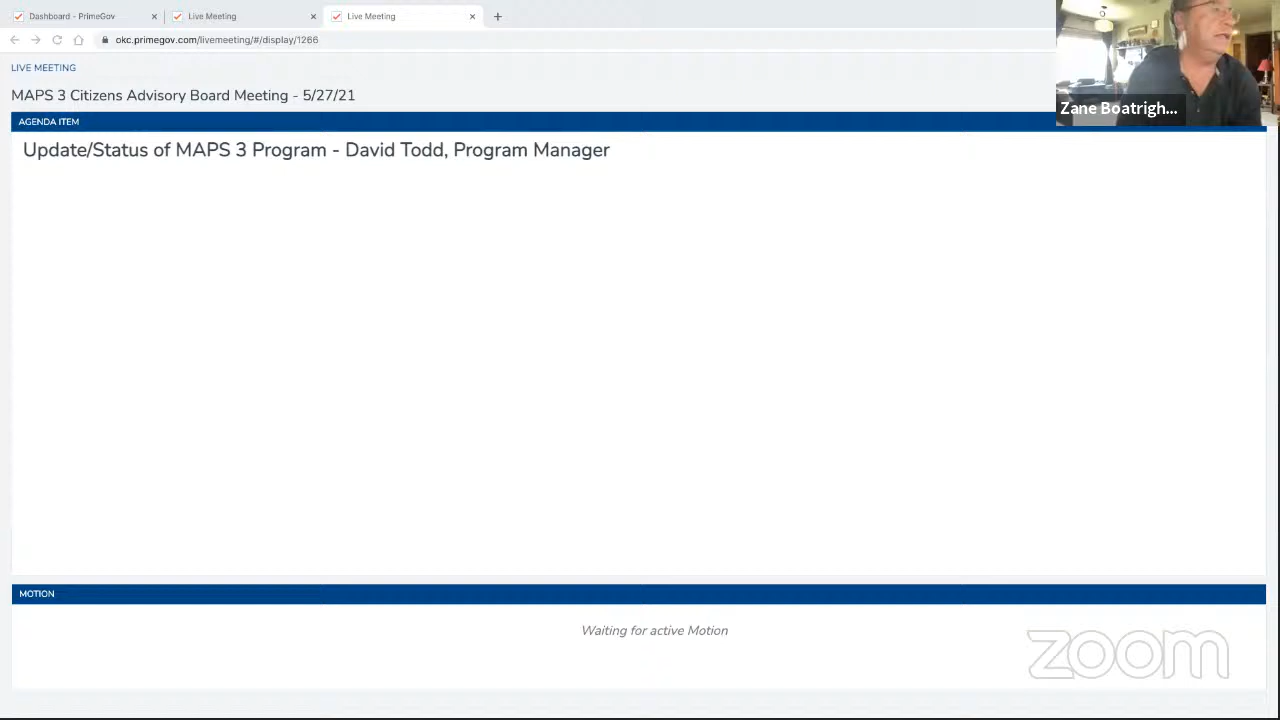 Dashboard - PrimeGov
Live Meeting
Live Meeting
okc.primegov.com/livemeeting/#/display/1266
LIVE MEETING
MAPS 3 Citizens Advisory Board Meeting - 5/27/21
Zane Boatrigh...
AGENDA ITEM
Update/Status of MAPS 3 Program - David Todd, Program Manager
MOTION
Waiting for active Motion
zoom